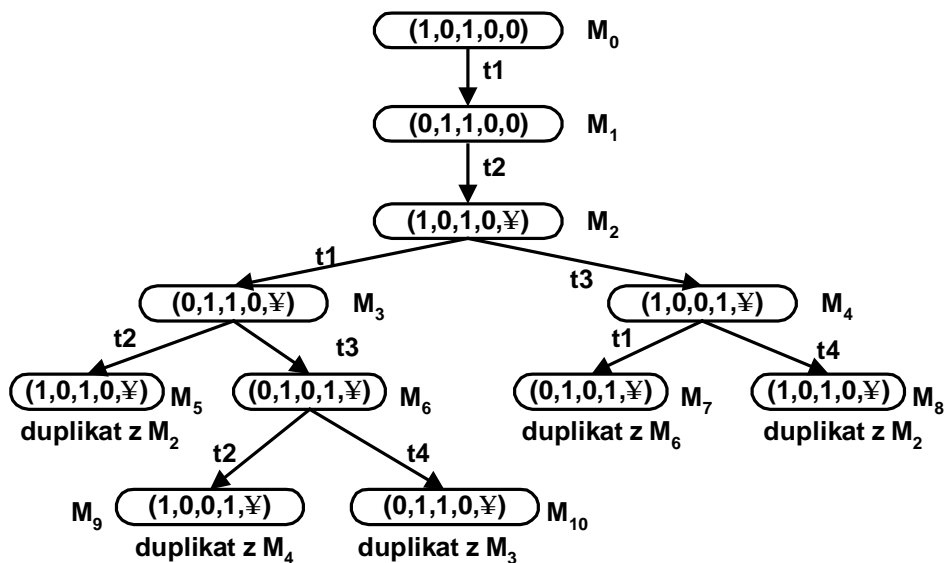 (1,0,1,0,0) M₀
t1
(0,1,1,0,0) M₁
t2
(1,0,1,0,¥) M₂
t1 t3
(0,1,1,0,¥) M₃ (1,0,0,1,¥) M₄
t2 t3 t1 t4
(1,0,1,0,¥) M₅ (0,1,0,1,¥) M₆ (0,1,0,1,¥) M₇ (1,0,1,0,¥) M₈
duplikat z M₂ duplikat z M₆ duplikat z M₂
t2 t4
M₉ (1,0,0,1,¥) (0,1,1,0,¥) M₁₀
duplikat z M₄ duplikat z M₃